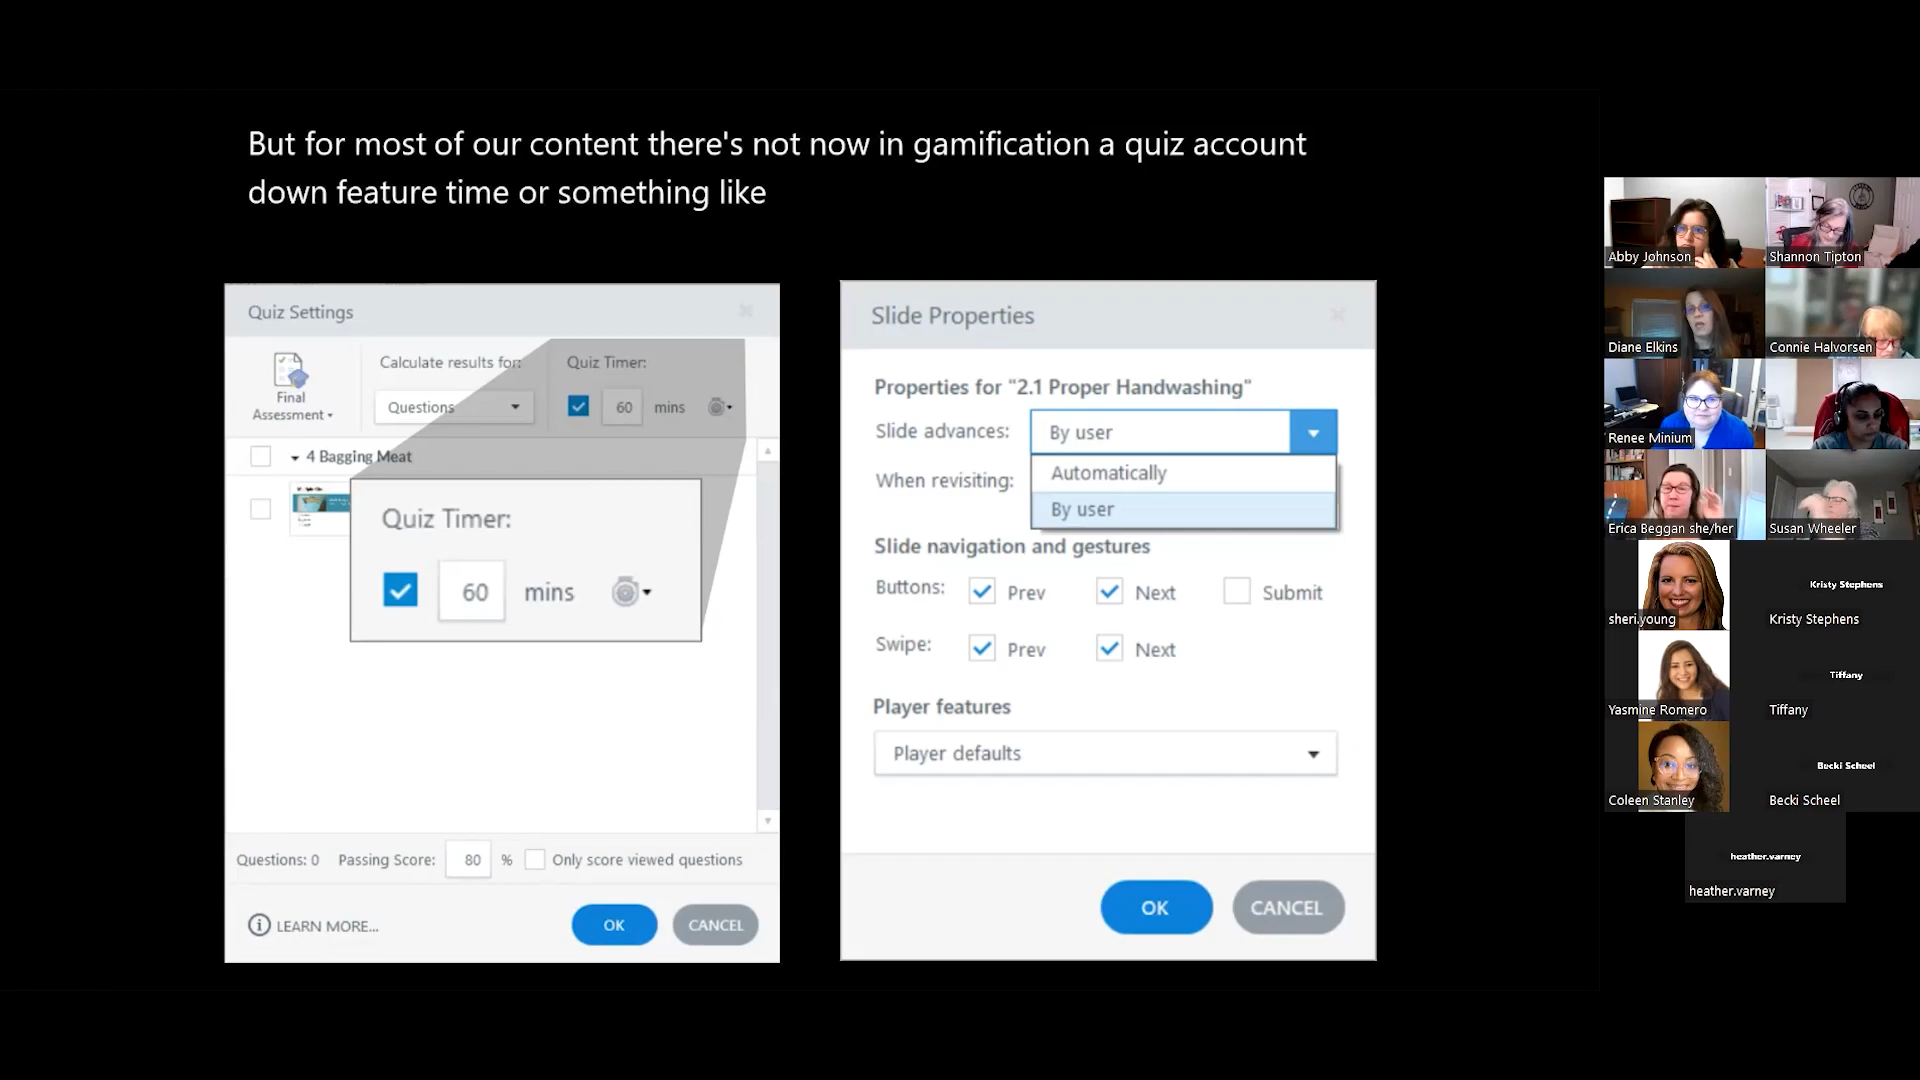 But for most of our content there's not now in gamification a quiz account
down feature time or something like
Quiz Settings
Final
Assessment
Calculate results for:
Questions
Quiz Timer:
60 mins
4 Bagging Meat
Quiz Timer:
60 mins
Questions: 0 Passing Score: 80 % Only score viewed questions
LEARN MORE...
OK CANCEL
Slide Properties
Properties for "2.1 Proper Handwashing"
Slide advances: By user
Automatically
When revisiting:
By user
Slide navigation and gestures
Buttons: Prev Next Submit
Swipe: Prev Next
Player features
Player defaults
OK CANCEL
Abby Johnson
Shannon Tipton
Diane Elkins
Connie Halvorsen
Renee Minium
Erica Beggan she/her
Susan Wheeler
sheri.young
Kristy Stephens
Kristy Stephens
Yasmine Romero
Tiffany
Tiffany
Coleen Stanley
Becki Scheel
Becki Scheel
heather.varney
heather.varney